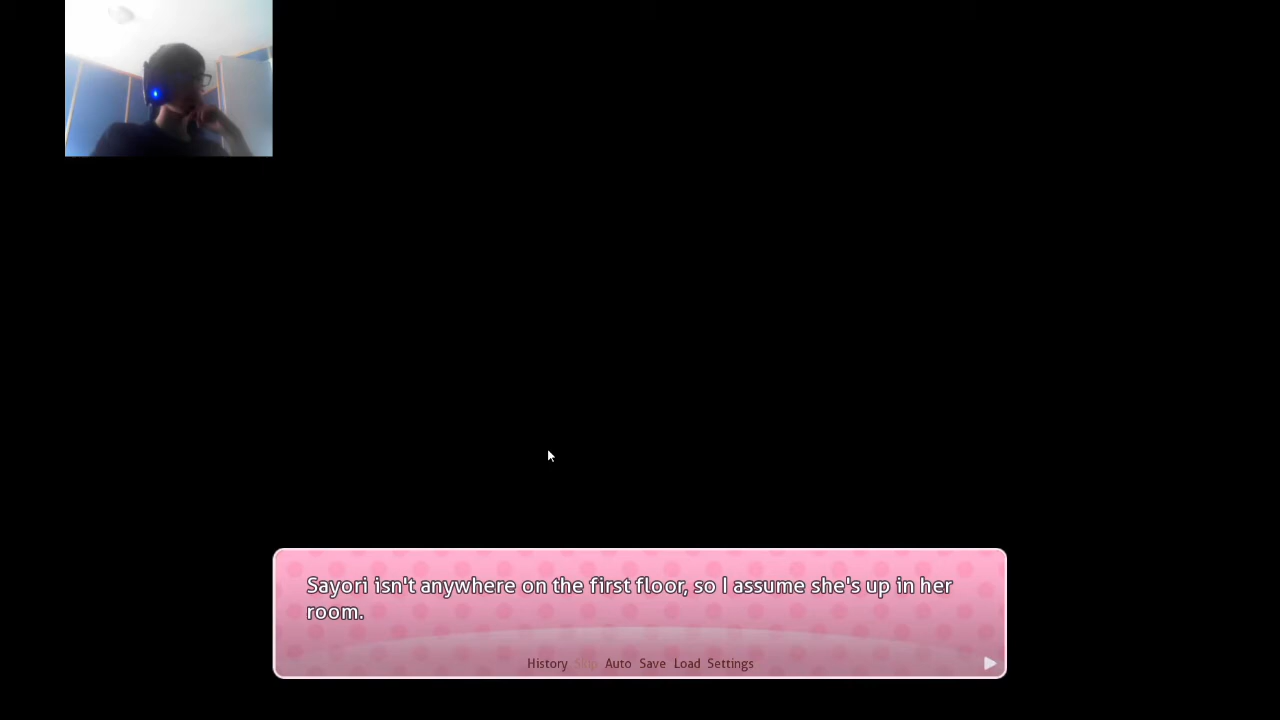 Sayori isn't anywhere on the first floor, so I assume she's up in her
room.
History Skip Auto Save Load Settings